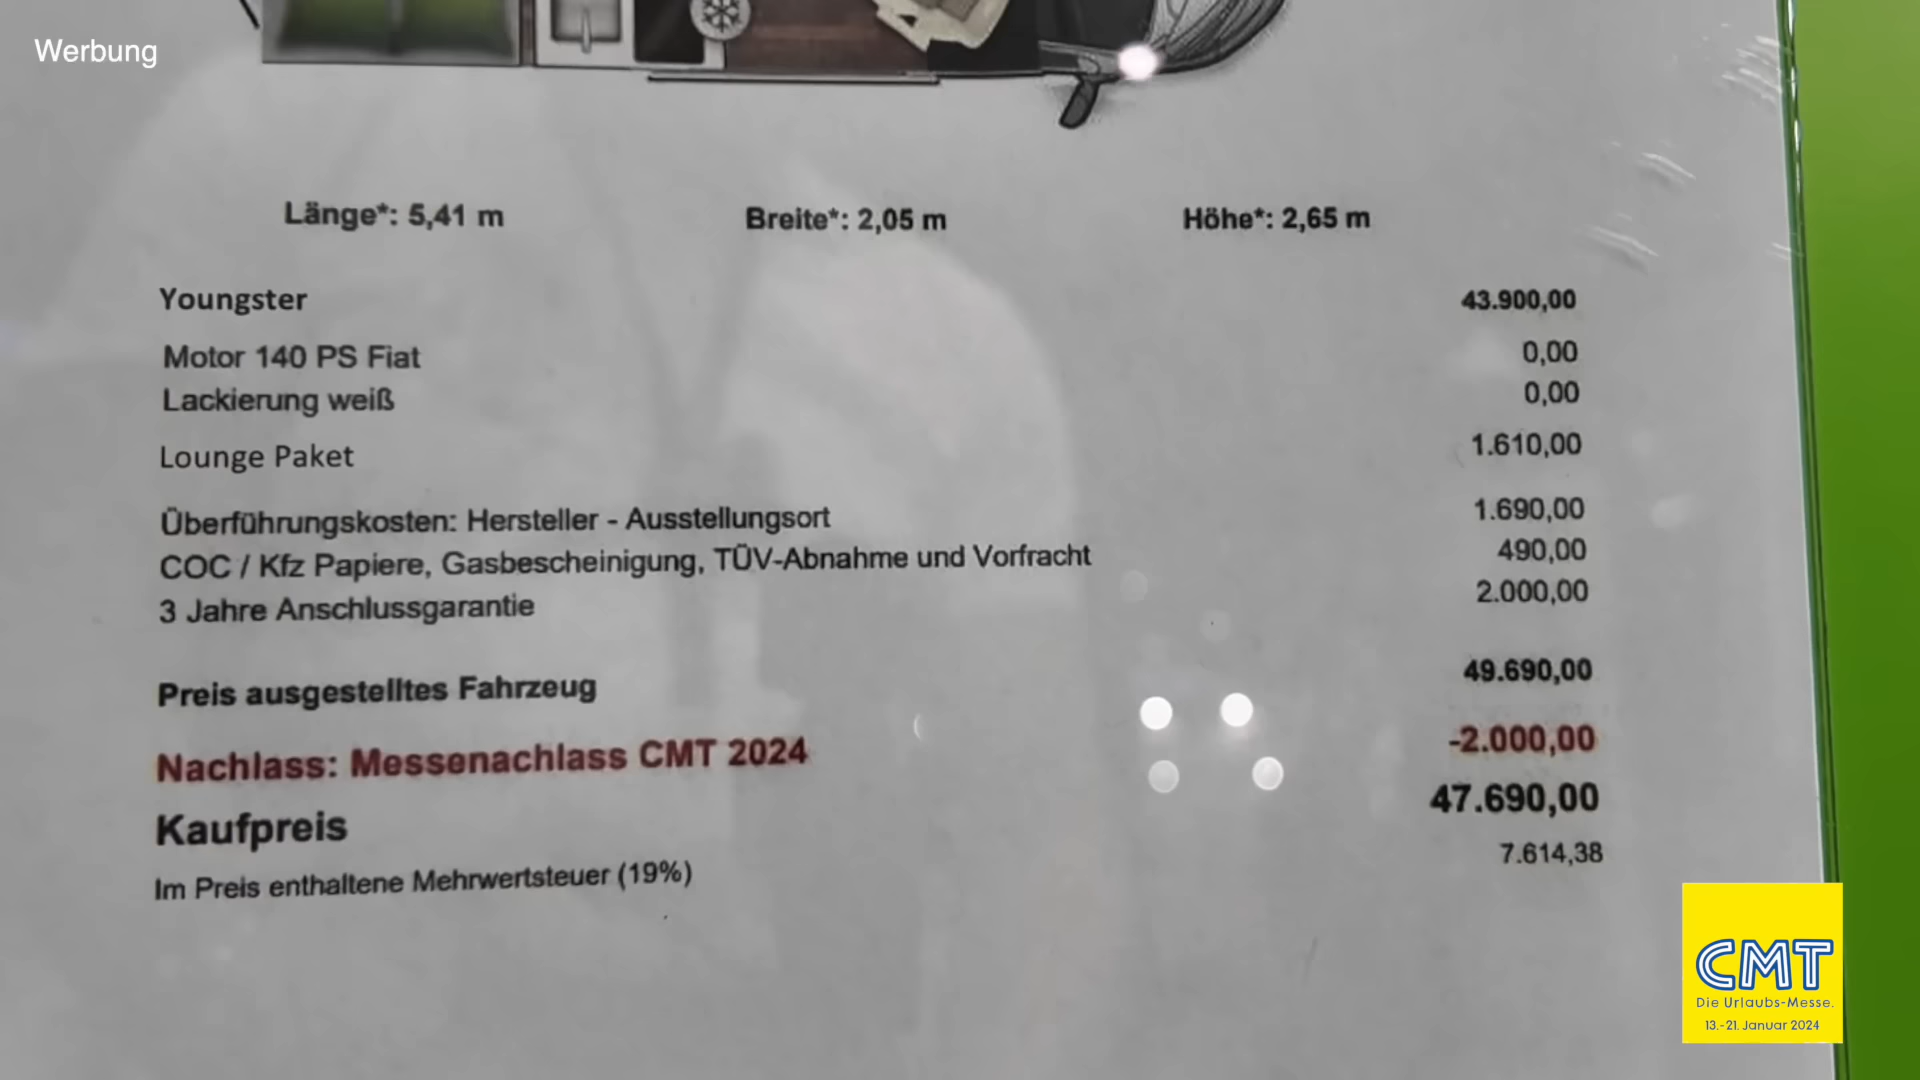 Werbung
Länge*: 5,41 m Breite*: 2,05 m Höhe*: 2,65 m
Youngster 43.900,00
Motor 140 PS Fiat 0,00
Lackierung weiß 0,00
Lounge Paket 1.610,00
Überführungskosten: Hersteller - Ausstellungsort 1.690,00
COC / Kfz Papiere, Gasbescheinigung, TÜV-Abnahme und Vorfracht 490,00
3 Jahre Anschlussgarantie 2.000,00
Preis ausgestelltes Fahrzeug 49.690,00
Nachlass: Messenachlass CMT 2024 -2.000,00
Kaufpreis 47.690,00
Im Preis enthaltene Mehrwertsteuer (19%) 7.614,38
CMT
Die Urlaubs-Messe.
13.-21. Januar 2024